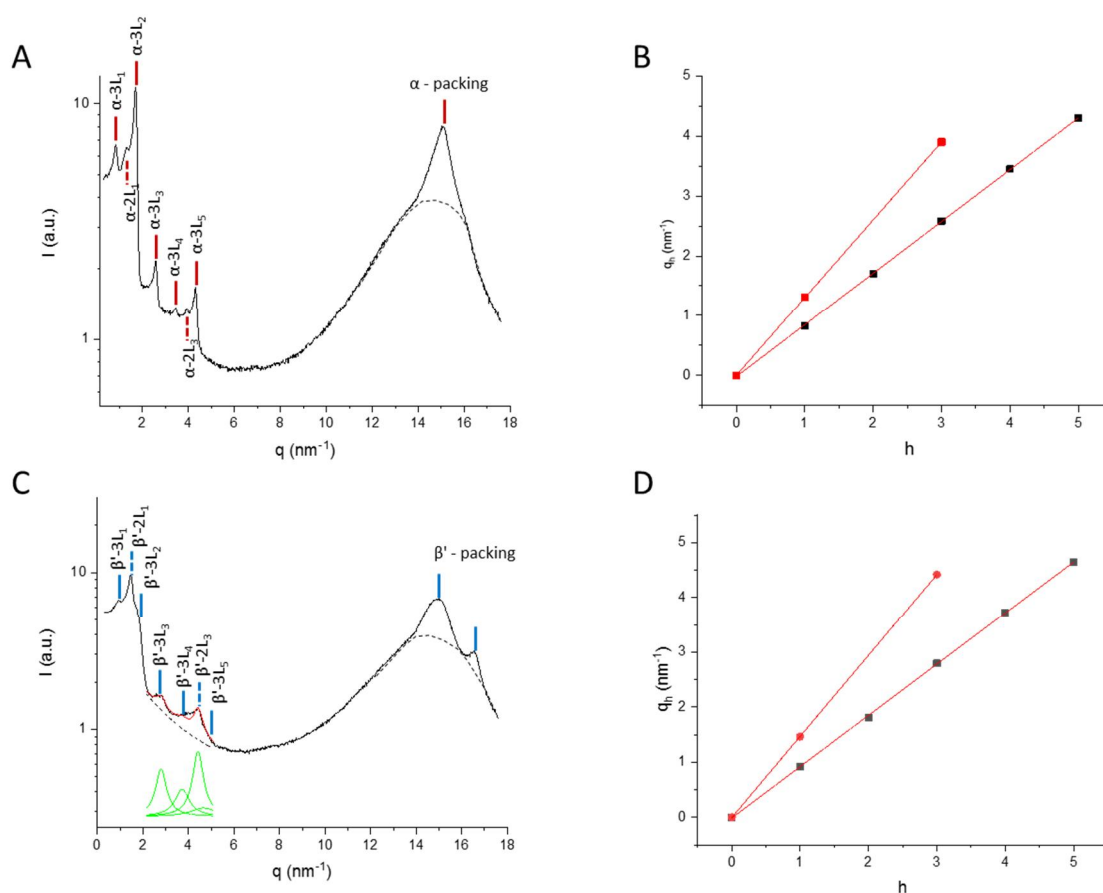 A
α-3L₁
α-2L₁
α-3L₂
α-3L₃
α-3L₄
α-2L₃
α-3L₅
α - packing
I (a.u.)
10
1
2 4 6 8 10 12 14 16 18
q (nm⁻¹)
B
qₕ (nm⁻¹)
5
4
3
2
1
0
0 1 2 3 4 5
h
C
β'-3L₁
β'-2L₁
β'-3L₂
β'-3L₃
β'-3L₄
β'-2L₃
β'-3L₅
β' - packing
I (a.u.)
10
1
0 2 4 6 8 10 12 14 16 18
q (nm⁻¹)
D
qₕ (nm⁻¹)
5
4
3
2
1
0
0 1 2 3 4 5
h